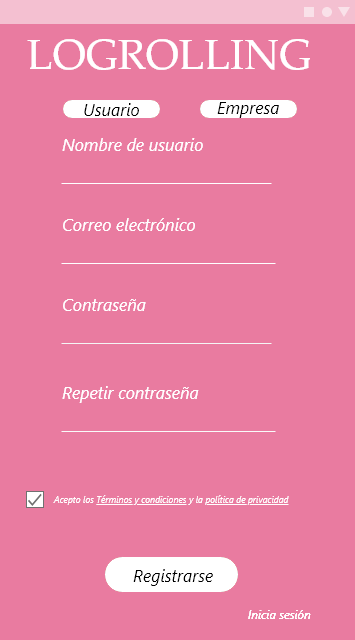 LOGROLLING
Usuario Empresa
Nombre de usuario
Correo electrónico
Contraseña
Repetir contraseña
Acepto los Términos y condiciones y la política de privacidad
Registrarse
Inicia sesión